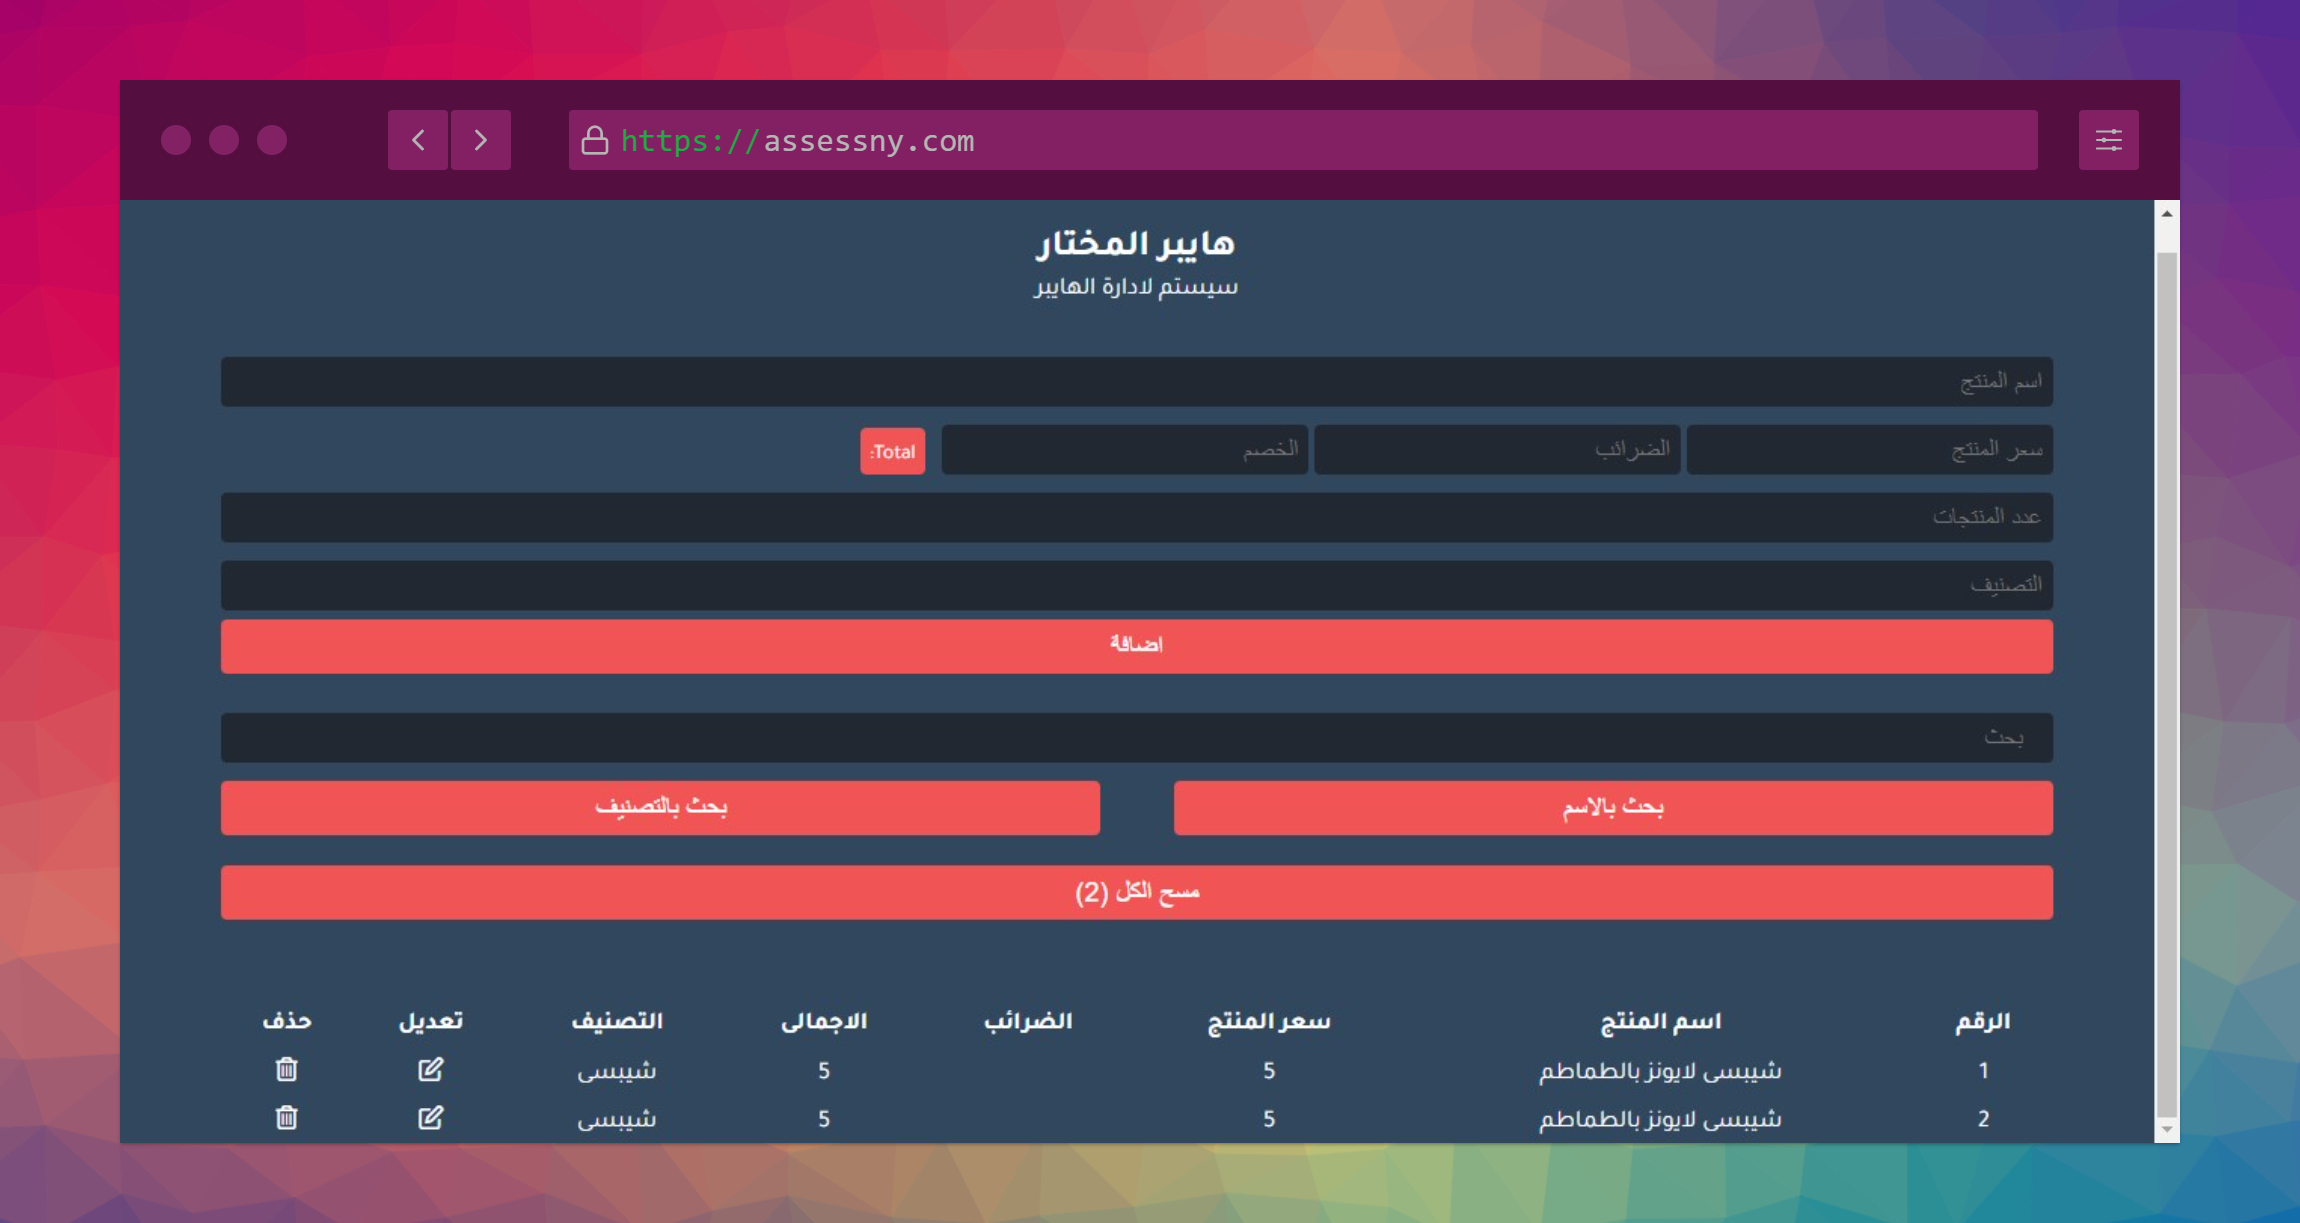 https://assessny.com
هايبر المختار
سيستم لادارة الهايبر
اسم المنتج
سعر المنتج الضرائب الخصم Total:
عدد المنتجات
التصنيف
اضافة
بحث
بحث بالاسم بحث بالتصنيف
مسح الكل (2)
الرقم اسم المنتج سعر المنتج الضرائب الاجمالى التصنيف تعديل حذف
1 شيبسى لايونز بالطماطم 5 5 شيبسى
2 شيبسى لايونز بالطماطم 5 5 شيبسى